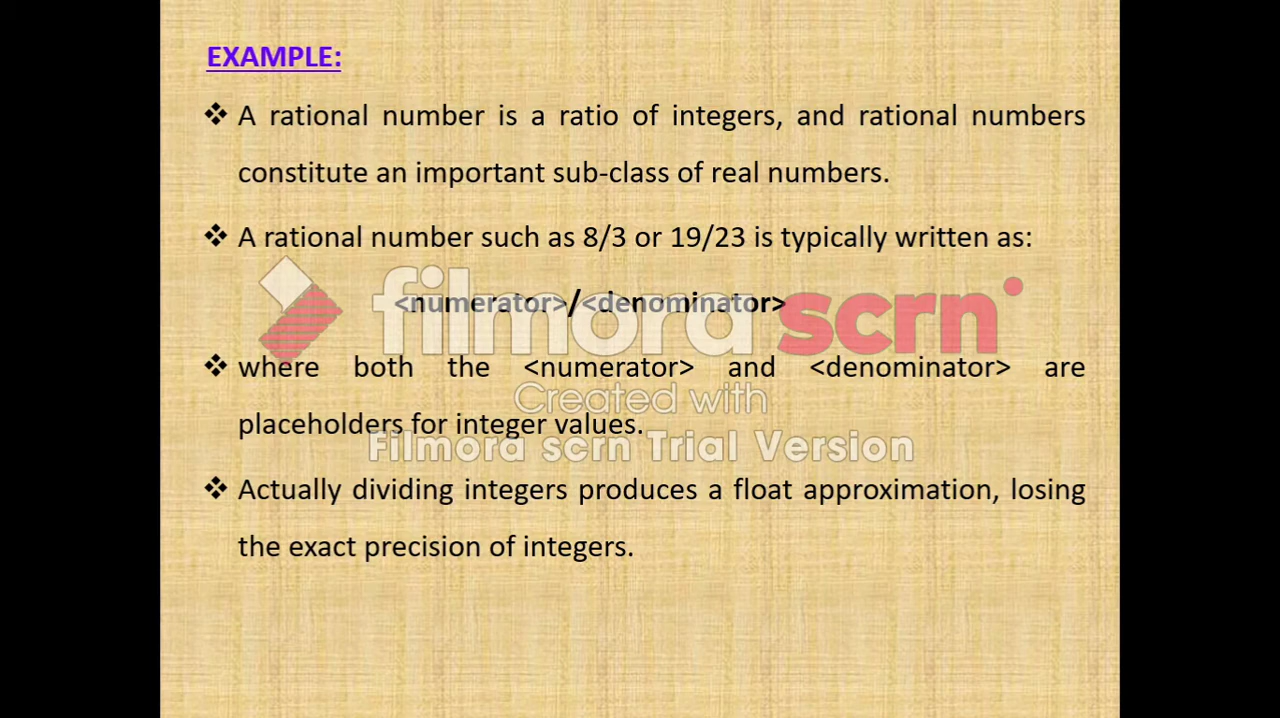 EXAMPLE:
❖ A rational number is a ratio of integers, and rational numbers
constitute an important sub-class of real numbers.
❖ A rational number such as 8/3 or 19/23 is typically written as:
<numerator>/<denominator>
filmora scrn
❖ where both the <numerator> and <denominator> are
Created with
placeholders for integer values.
Filmora scrn Trial Version
❖ Actually dividing integers produces a float approximation, losing
the exact precision of integers.